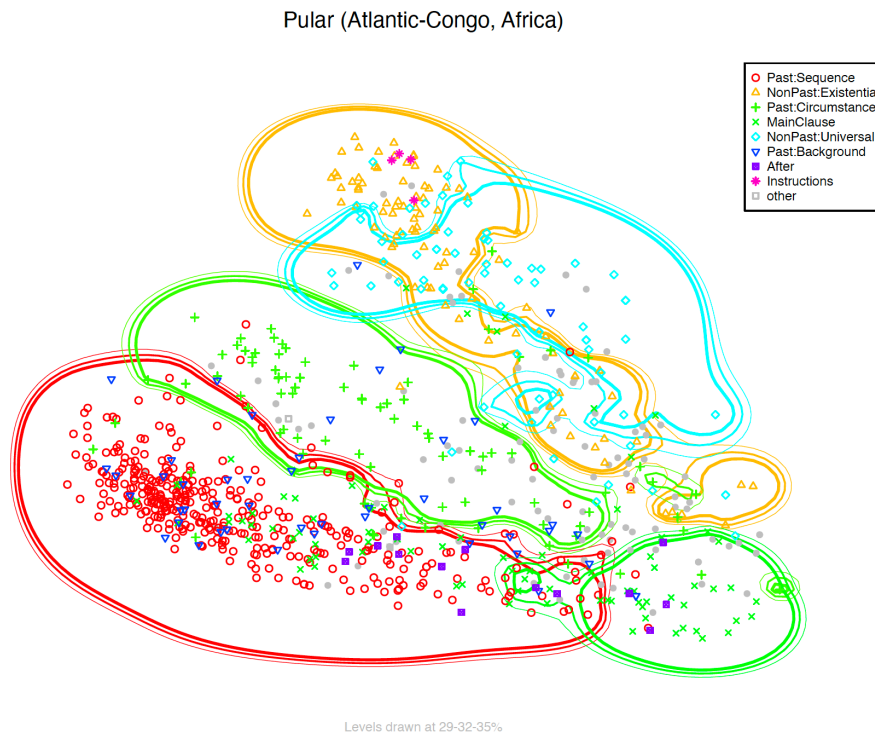 Pular (Atlantic-Congo, Africa)
Past:Sequence
NonPast:Existentia
Past:Circumstance
MainClause
NonPast:Universal
Past:Background
After
Instructions
other
Levels drawn at 29-32-35%